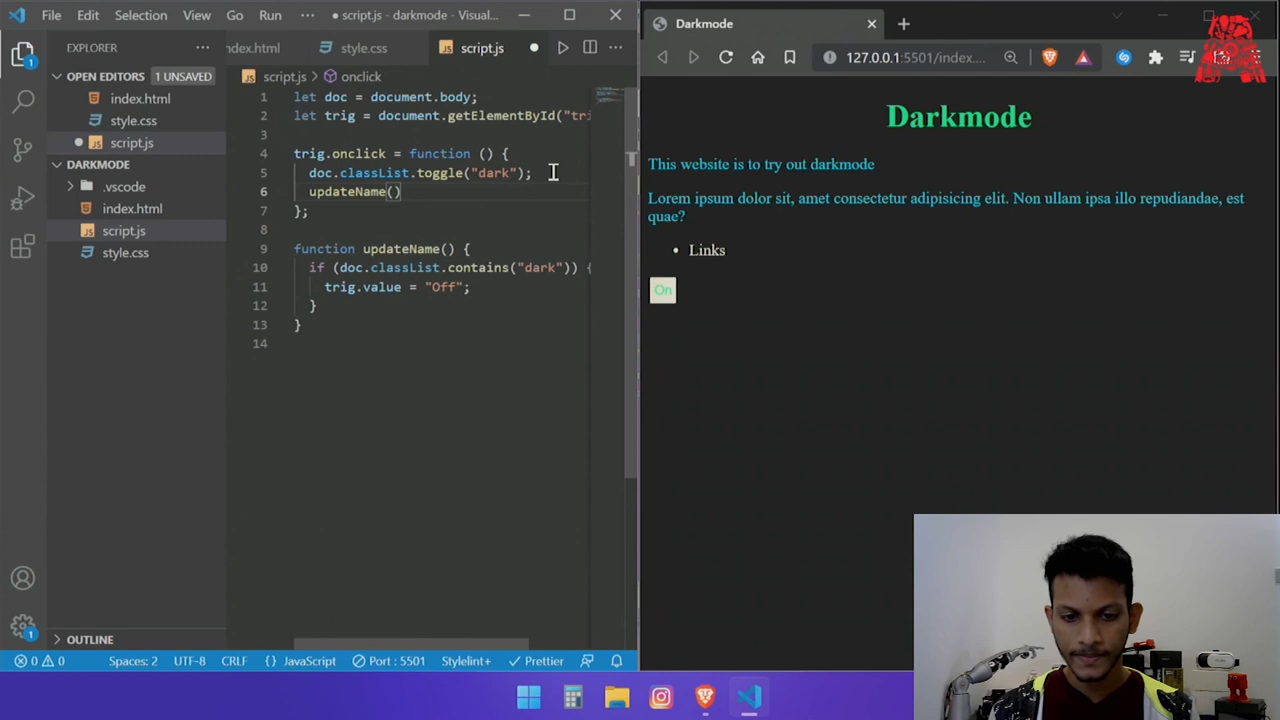 File Edit Selection View Go Run ··· ● script.js - darkmode - Visual...
EXPLORER ···
OPEN EDITORS 1 UNSAVED
index.html
style.css
script.js
DARKMODE
.vscode
index.html
script.js
style.css
OUTLINE
ndex.html style.css script.js
script.js > onclick
1 let doc = document.body;
2 let trig = document.getElementById("tri
3
4 trig.onclick = function () {
5 doc.classList.toggle("dark");
6 updateName()
7 };
8
9 function updateName() {
10 if (doc.classList.contains("dark")) {
11 trig.value = "Off";
12 }
13 }
14
0 0 Spaces: 2 UTF-8 CRLF {} JavaScript Port : 5501 Stylelint+ Prettier
1
1
Darkmode
127.0.0.1:5501/index....
Darkmode
This website is to try out darkmode
Lorem ipsum dolor sit, amet consectetur adipisicing elit. Non ullam ipsa illo repudiandae, est
quae?
• Links
On